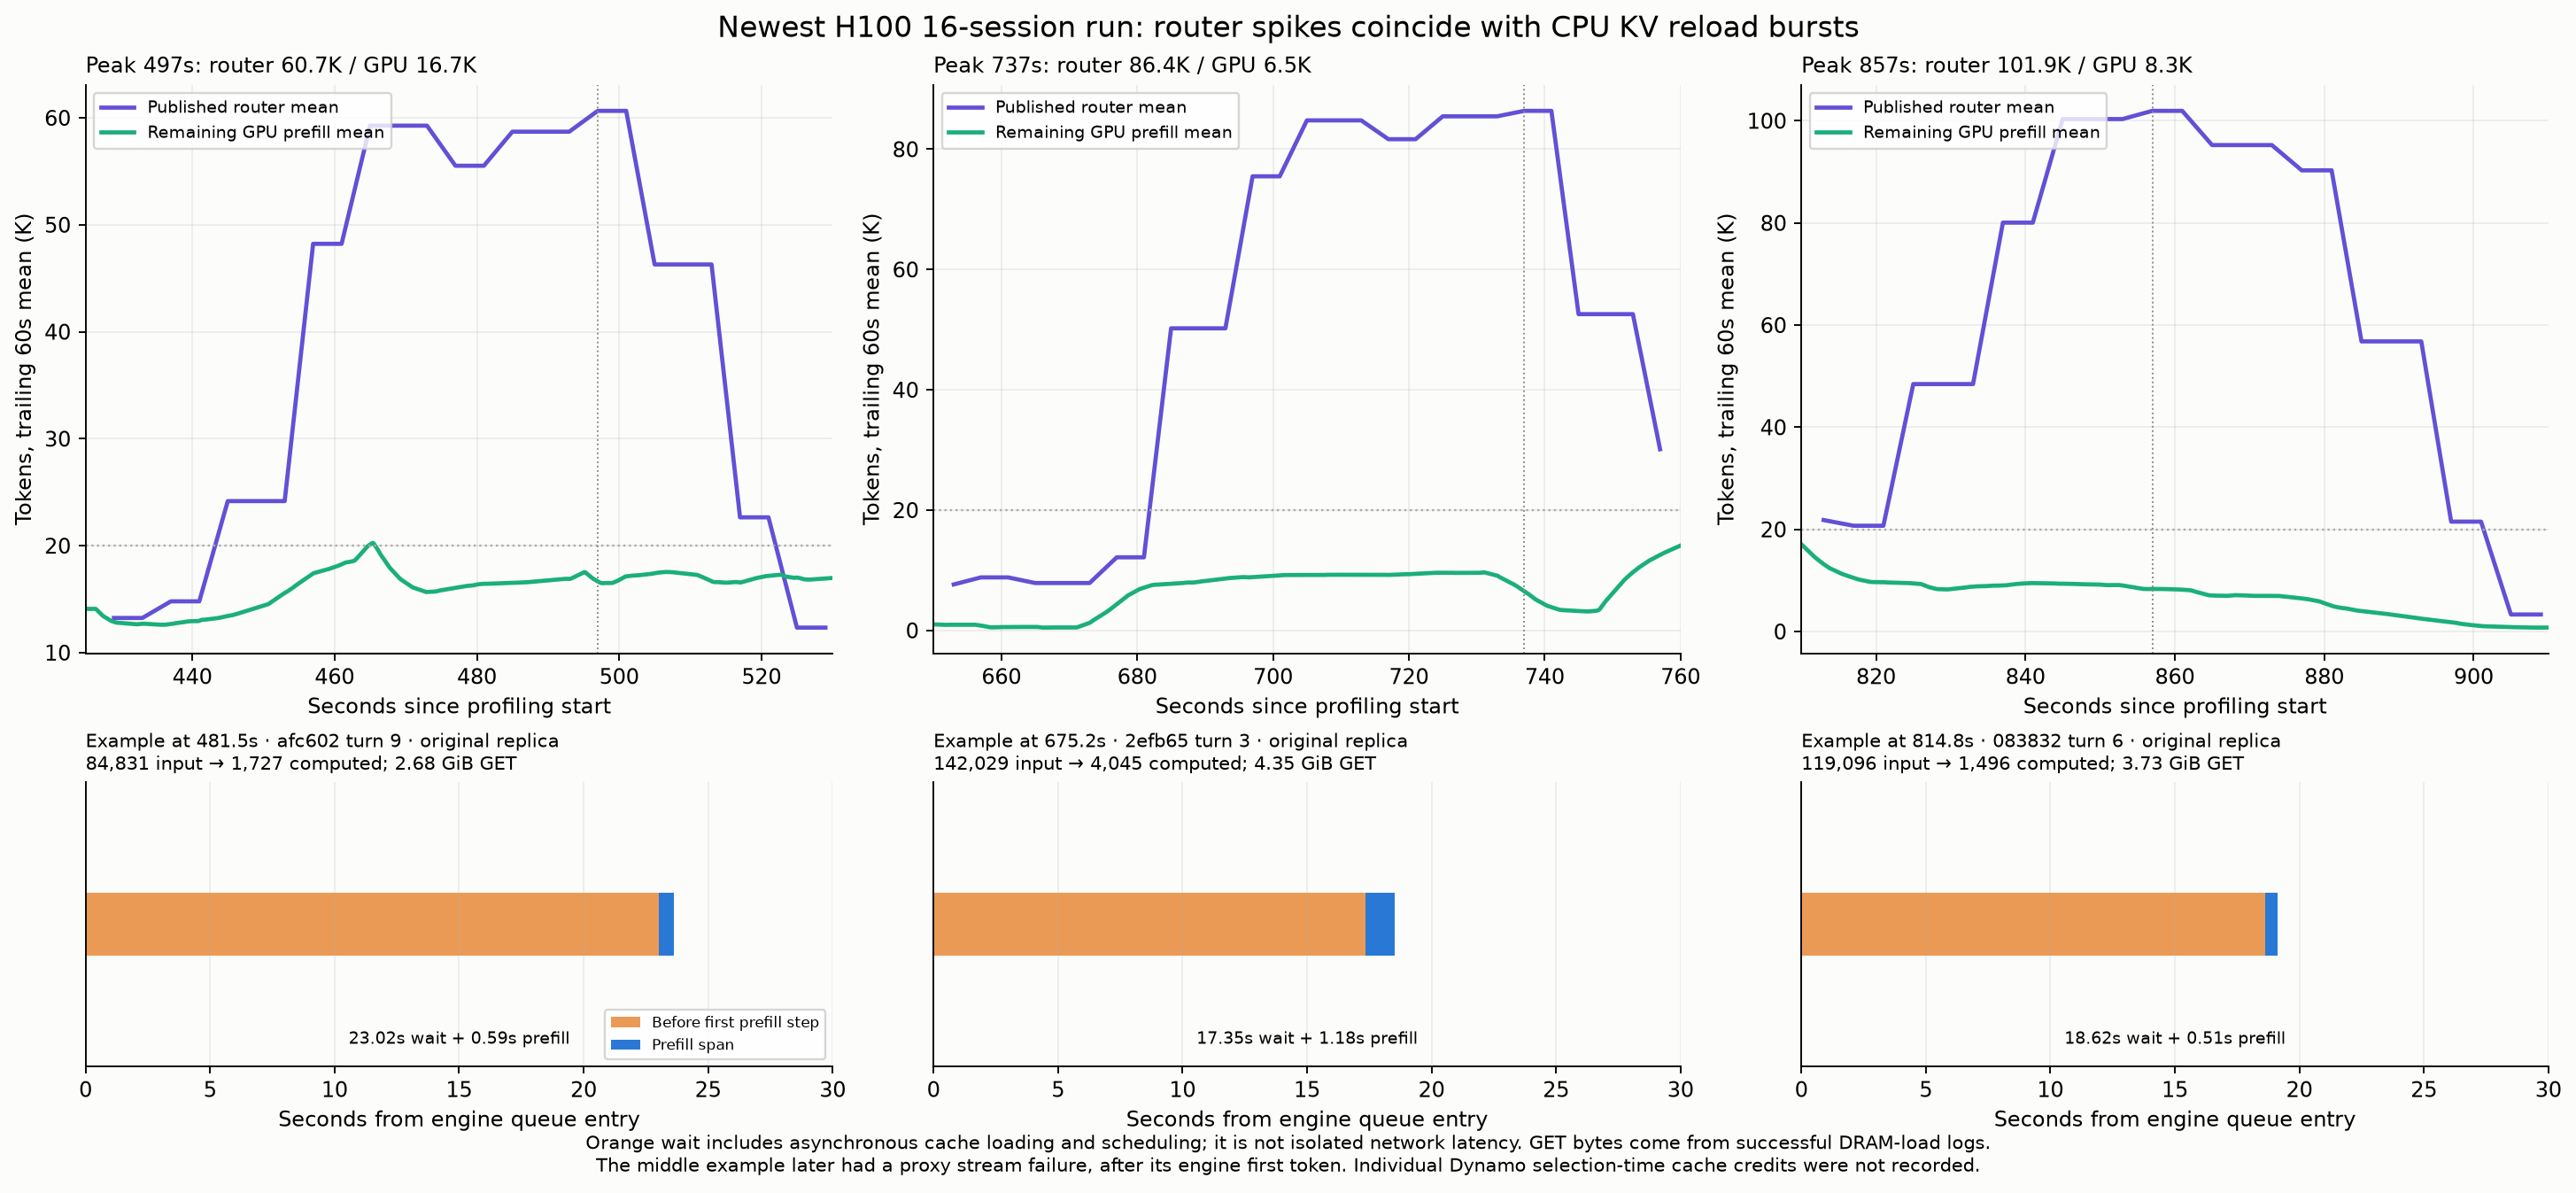 Newest H100 16-session run: router spikes coincide with CPU KV reload bursts
Peak 497s: router 60.7K / GPU 16.7K
Published router mean
Remaining GPU prefill mean
Tokens, trailing 60s mean (K)
60
50
40
30
20
10
440
460
480
500
520
Seconds since profiling start
Peak 737s: router 86.4K / GPU 6.5K
Published router mean
Remaining GPU prefill mean
Tokens, trailing 60s mean (K)
80
60
40
20
0
660
680
700
720
740
760
Seconds since profiling start
Peak 857s: router 101.9K / GPU 8.3K
Published router mean
Remaining GPU prefill mean
Tokens, trailing 60s mean (K)
100
80
60
40
20
0
820
840
860
880
900
Seconds since profiling start
Example at 481.5s · afc602 turn 9 · original replica
84,831 input → 1,727 computed; 2.68 GiB GET
23.02s wait + 0.59s prefill
Before first prefill step
Prefill span
0
5
10
15
20
25
30
Seconds from engine queue entry
Example at 675.2s · 2efb65 turn 3 · original replica
142,029 input → 4,045 computed; 4.35 GiB GET
17.35s wait + 1.18s prefill
0
5
10
15
20
25
30
Seconds from engine queue entry
Example at 814.8s · 083832 turn 6 · original replica
119,096 input → 1,496 computed; 3.73 GiB GET
18.62s wait + 0.51s prefill
0
5
10
15
20
25
30
Seconds from engine queue entry
Orange wait includes asynchronous cache loading and scheduling; it is not isolated network latency. GET bytes come from successful DRAM-load logs.
The middle example later had a proxy stream failure, after its engine first token. Individual Dynamo selection-time cache credits were not recorded.